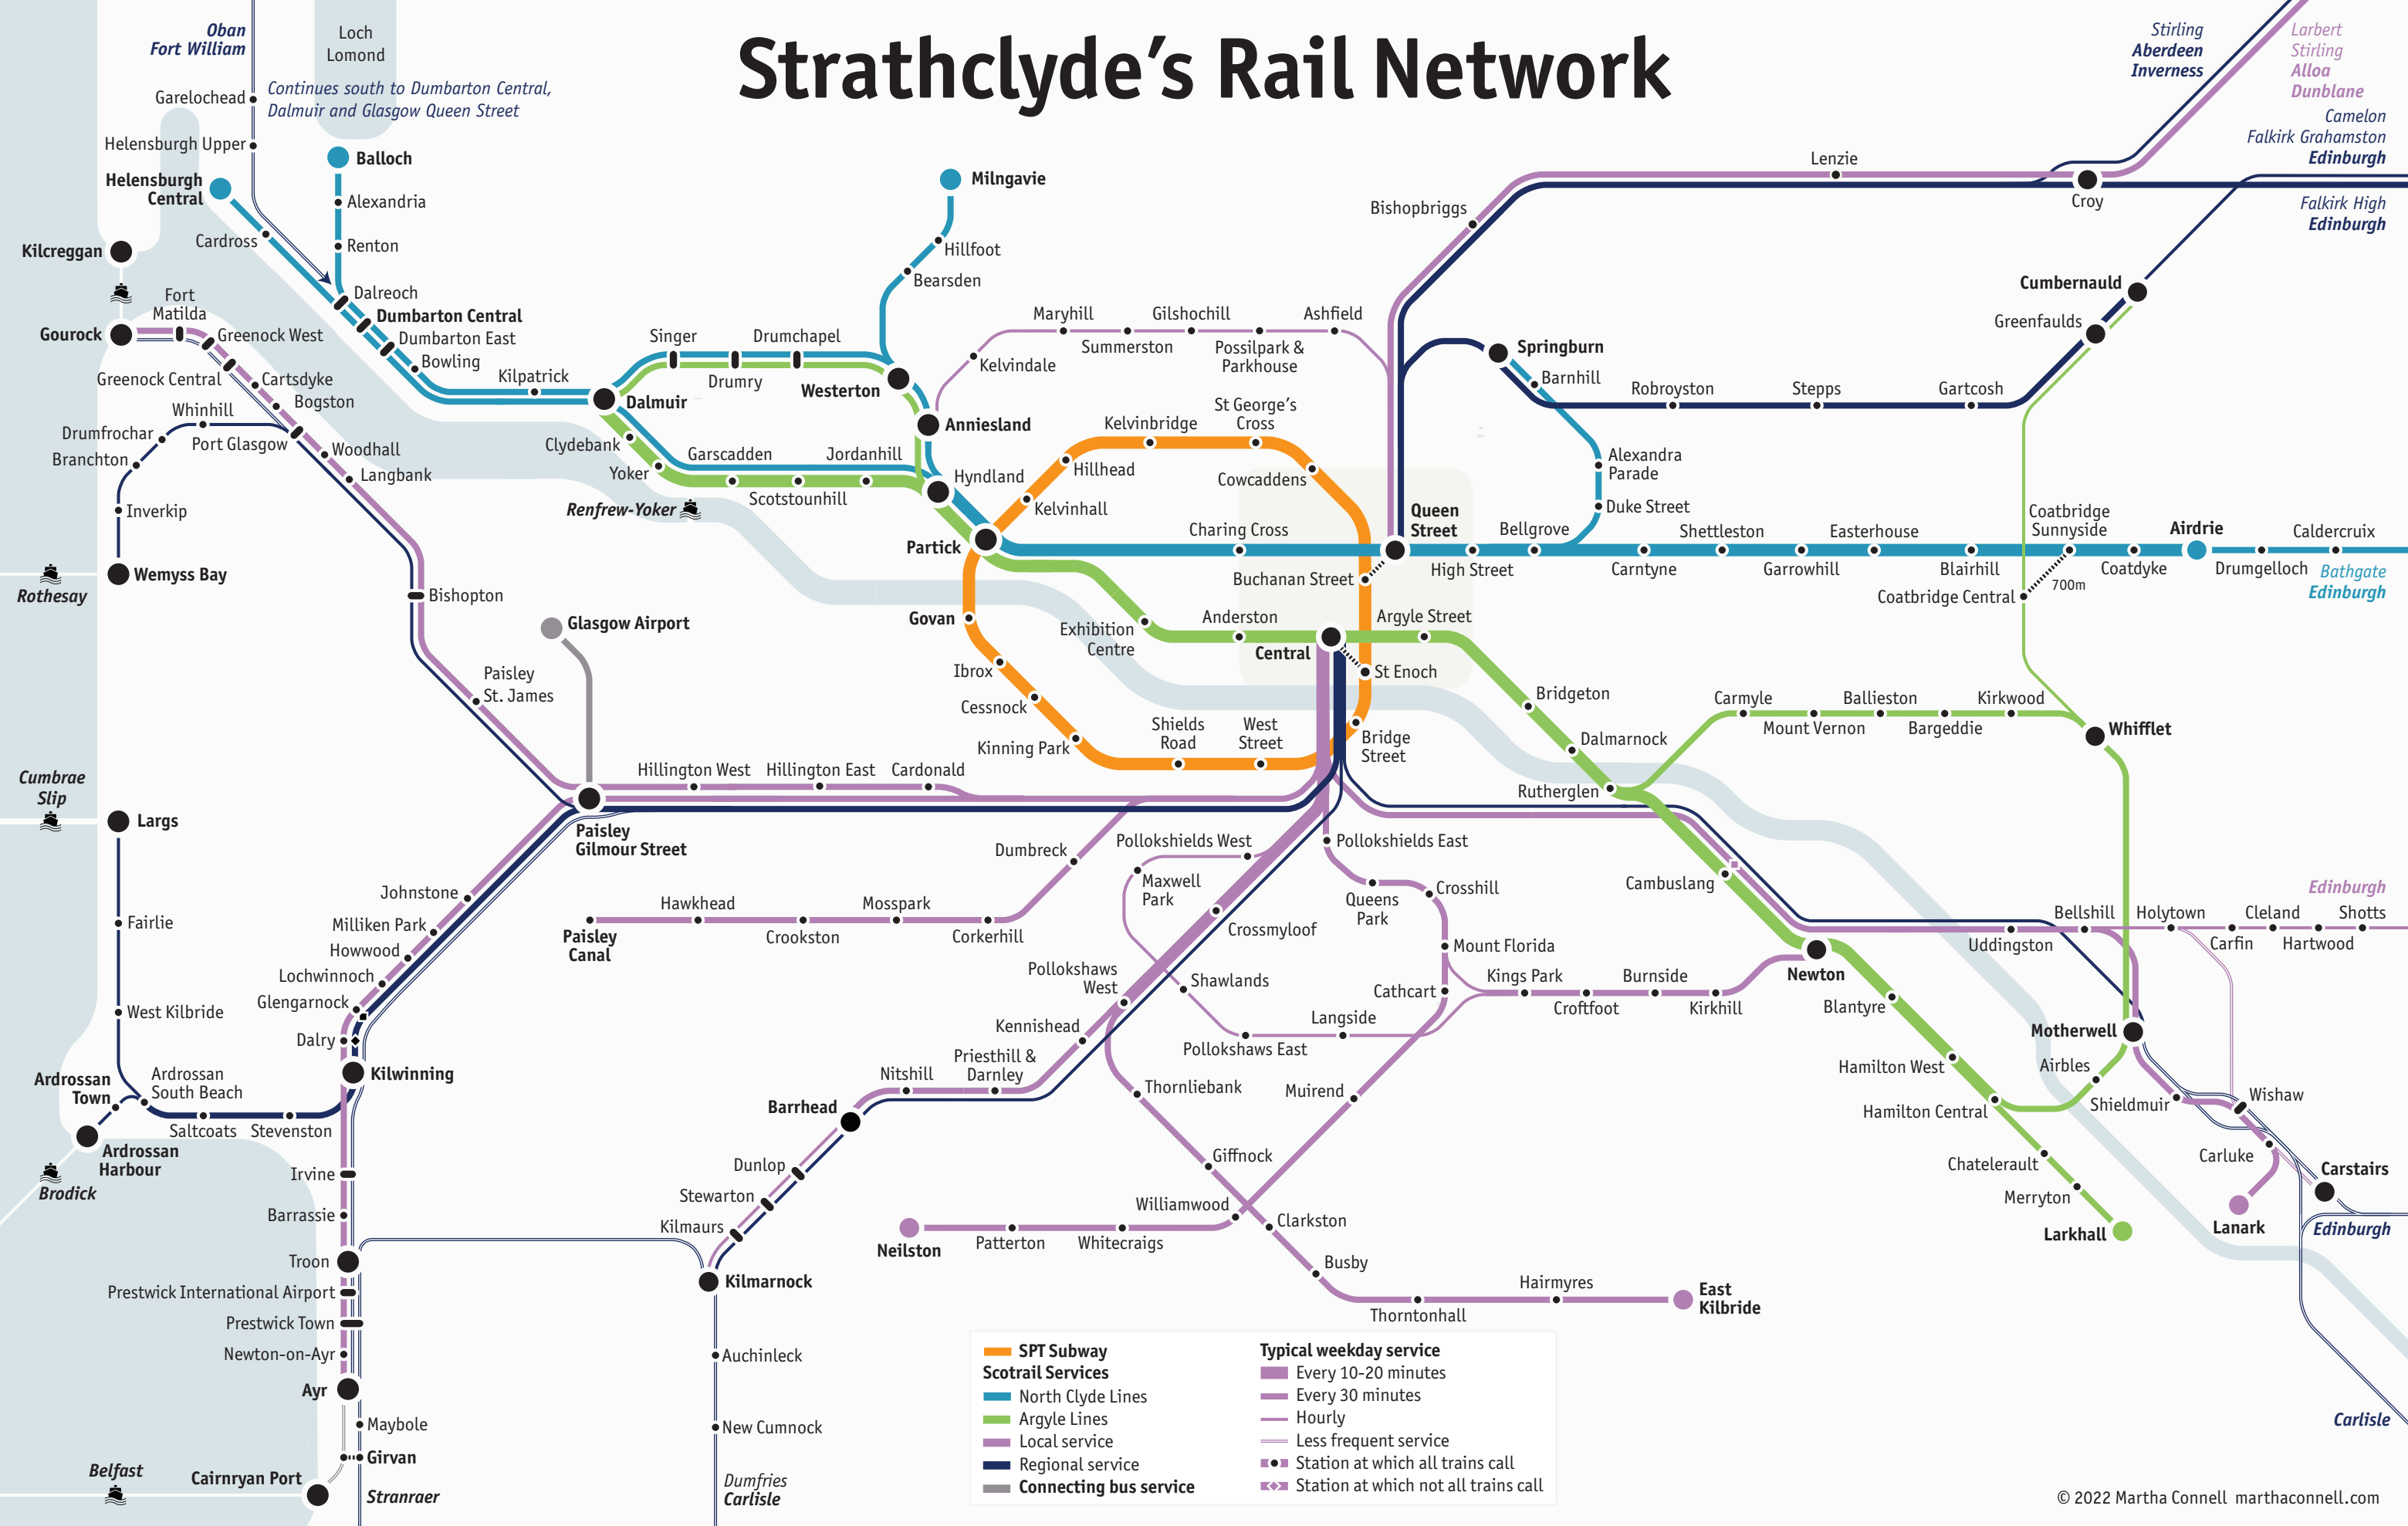 Strathclyde's Rail Network
Oban
Fort William
Loch
Lomond
Continues south to Dumbarton Central,
Dalmuir and Glasgow Queen Street
Garelochead
Helensburgh Upper
Helensburgh
Central
Balloch
Alexandria
Renton
Cardross
Dalreoch
Dumbarton Central
Dumbarton East
Bowling
Kilpatrick
Dalmuir
Singer
Drumry
Drumchapel
Westerton
Anniesland
Milngavie
Hillfoot
Bearsden
Clydebank
Yoker
Garscadden
Scotstounhill
Jordanhill
Hyndland
Partick
Renfrew-Yoker
Kelvindale
Maryhill
Summerston
Gilshochill
Possilpark &
Parkhouse
Ashfield
Kelvinhall
Hillhead
Kelvinbridge
St George's
Cross
Cowcaddens
Buchanan Street
St Enoch
Bridge
Street
West
Street
Shields
Road
Kinning Park
Cessnock
Ibrox
Govan
Charing Cross
Queen
Street
High Street
Bellgrove
Carntyne
Shettleston
Garrowhill
Easterhouse
Blairhill
Coatbridge
Sunnyside
Coatdyke
Airdrie
Drumgelloch
Caldercruix
Bathgate
Edinburgh
700m
Coatbridge Central
Duke Street
Alexandra
Parade
Barnhill
Springburn
Robroyston
Stepps
Gartcosh
Greenfaulds
Cumbernauld
Bishopbriggs
Lenzie
Croy
Stirling
Aberdeen
Inverness
Larbert
Stirling
Alloa
Dunblane
Camelon
Falkirk Grahamston
Edinburgh
Falkirk High
Edinburgh
Kilcreggan
Gourock
Fort
Matilda
Greenock West
Greenock Central
Cartsdyke
Bogston
Whinhill
Port Glasgow
Drumfrochar
Branchton
Inverkip
Wemyss Bay
Rothesay
Woodhall
Langbank
Bishopton
Paisley
St. James
Glasgow Airport
Paisley
Gilmour Street
Hillington West
Hillington East
Cardonald
Exhibition
Centre
Anderston
Central
Argyle Street
Bridgeton
Dalmarnock
Rutherglen
Carmyle
Mount Vernon
Ballieston
Bargeddie
Kirkwood
Whifflet
Cambuslang
Newton
Blantyre
Hamilton West
Hamilton Central
Chatelerault
Merryton
Larkhall
Airbles
Motherwell
Shieldmuir
Wishaw
Carluke
Lanark
Carstairs
Edinburgh
Carlisle
Uddingston
Bellshill
Holytown
Carfin
Cleland
Hartwood
Shotts
Edinburgh
Cumbrae
Slip
Largs
Fairlie
West Kilbride
Ardrossan
Town
Ardrossan
South Beach
Saltcoats
Stevenston
Ardrossan
Harbour
Brodick
Johnstone
Milliken Park
Howwood
Lochwinnoch
Glengarnock
Dalry
Kilwinning
Irvine
Barrassie
Troon
Prestwick International Airport
Prestwick Town
Newton-on-Ayr
Ayr
Maybole
Girvan
Cairnryan Port
Belfast
Stranraer
Paisley
Canal
Hawkhead
Crookston
Mosspark
Corkerhill
Dumbreck
Pollokshields West
Maxwell
Park
Crossmyloof
Pollokshaws
West
Shawlands
Pollokshaws East
Langside
Pollokshields East
Queens
Park
Crosshill
Mount Florida
Cathcart
Kings Park
Croftfoot
Burnside
Kirkhill
Muirend
Williamwood
Whitecraigs
Patterton
Neilston
Kennishead
Priesthill &
Darnley
Nitshill
Barrhead
Dunlop
Stewarton
Kilmaurs
Kilmarnock
Auchinleck
New Cumnock
Dumfries
Carlisle
Thornliebank
Giffnock
Clarkston
Busby
Thorntonhall
Hairmyres
East
Kilbride
SPT Subway
Scotrail Services
North Clyde Lines
Argyle Lines
Local service
Regional service
Connecting bus service
Typical weekday service
Every 10-20 minutes
Every 30 minutes
Hourly
Less frequent service
Station at which all trains call
Station at which not all trains call
© 2022 Martha Connell marthaconnell.com